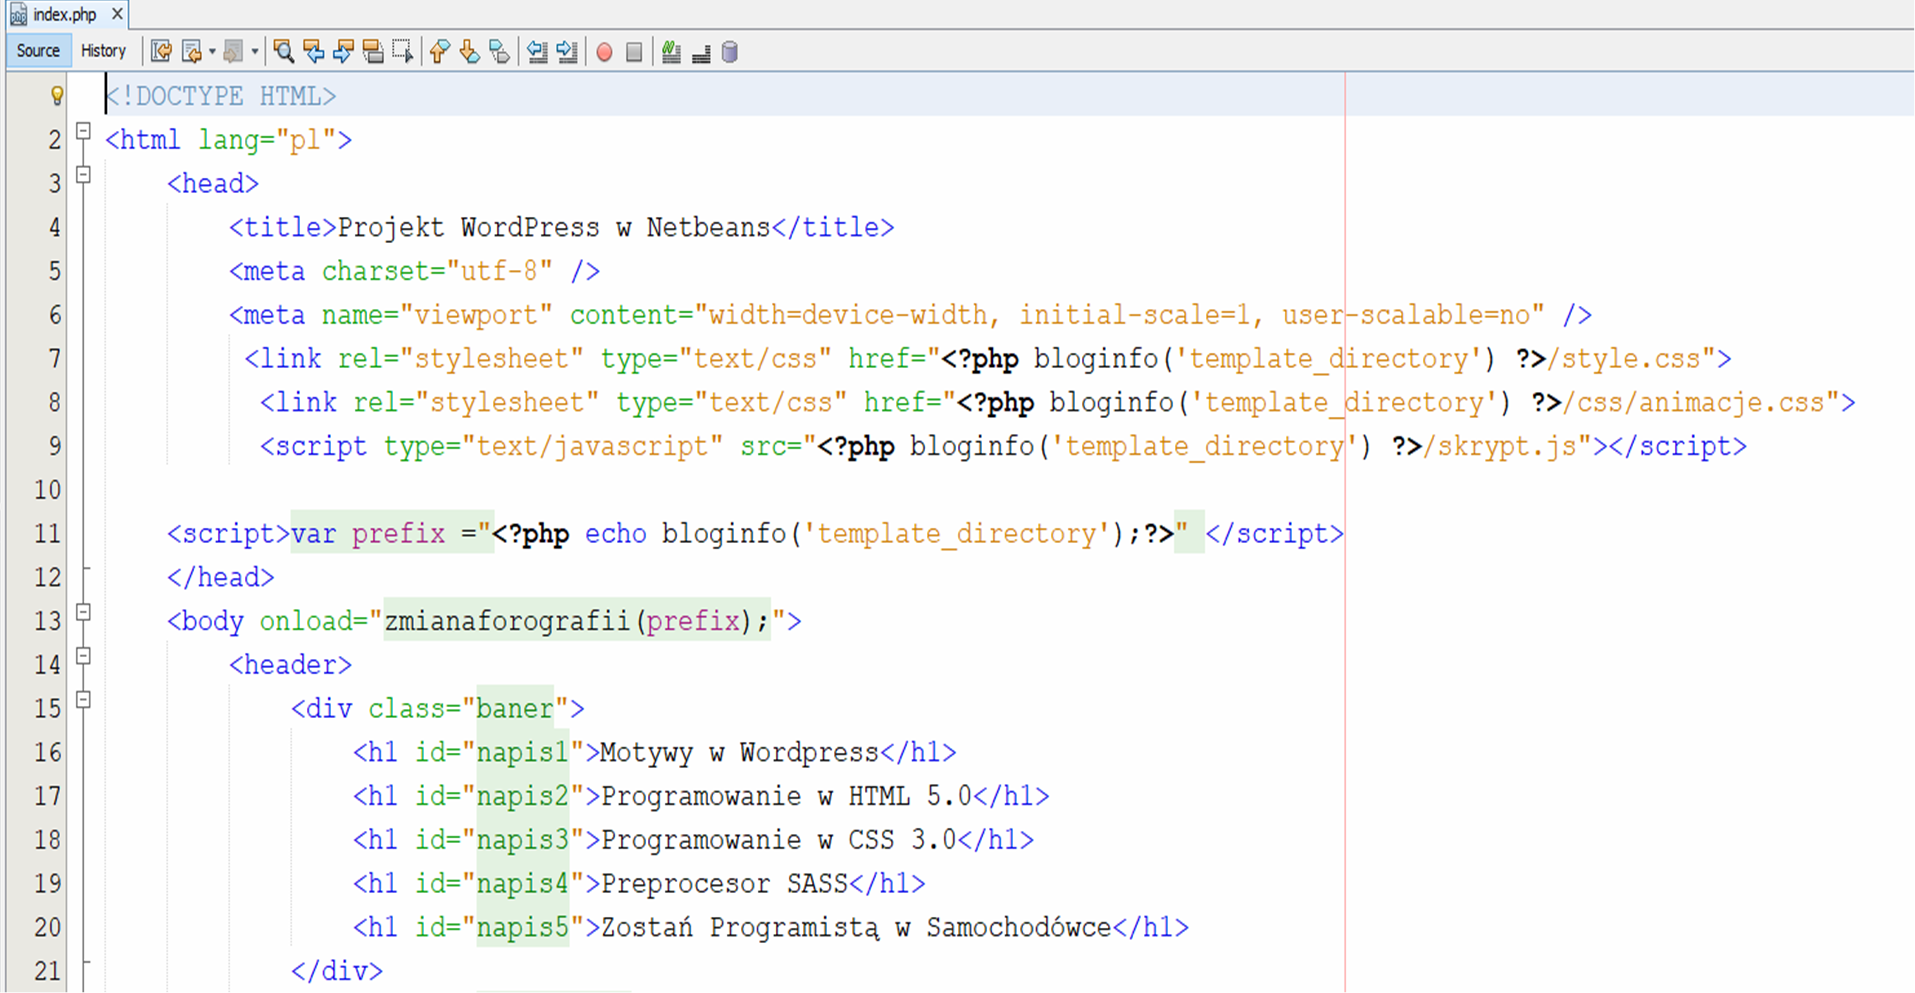 index.php
Source History
<!DOCTYPE HTML>
2 <html lang="pl">
3 <head>
4 <title>Projekt WordPress w Netbeans</title>
5 <meta charset="utf-8" />
6 <meta name="viewport" content="width=device-width, initial-scale=1, user-scalable=no" />
7 <link rel="stylesheet" type="text/css" href="<?php bloginfo('template_directory') ?>/style.css">
8 <link rel="stylesheet" type="text/css" href="<?php bloginfo('template_directory') ?>/css/animacje.css">
9 <script type="text/javascript" src="<?php bloginfo('template_directory') ?>/skrypt.js"></script>
10
11 <script>var prefix ="<?php echo bloginfo('template_directory');?>" </script>
12 </head>
13 <body onload="zmianaforografii(prefix);">
14 <header>
15 <div class="baner">
16 <h1 id="napis1">Motywy w Wordpress</h1>
17 <h1 id="napis2">Programowanie w HTML 5.0</h1>
18 <h1 id="napis3">Programowanie w CSS 3.0</h1>
19 <h1 id="napis4">Preprocesor SASS</h1>
20 <h1 id="napis5">Zostań Programistą w Samochodówce</h1>
21 </div>